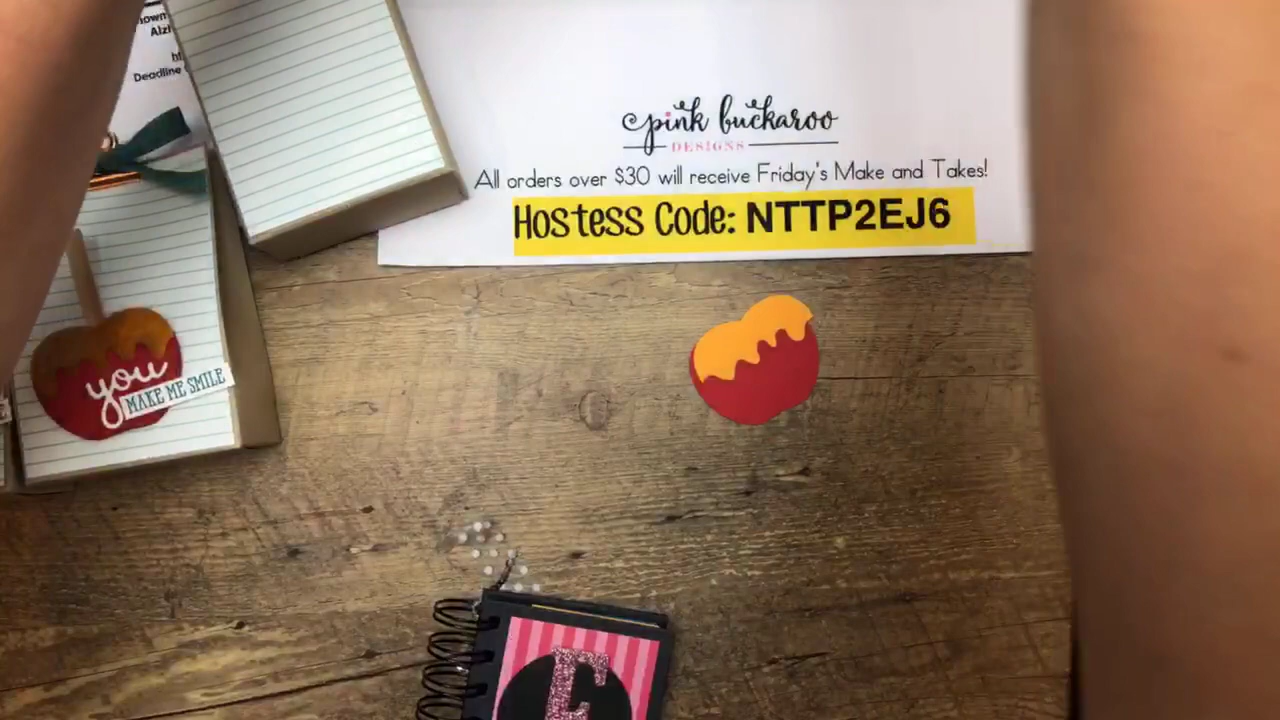 Deadline
pink buckaroo
DESIGNS
All orders over $30 will receive Friday's Make and Takes!
Hostess Code: NTTP2EJ6
you
MAKE ME SMILE
E